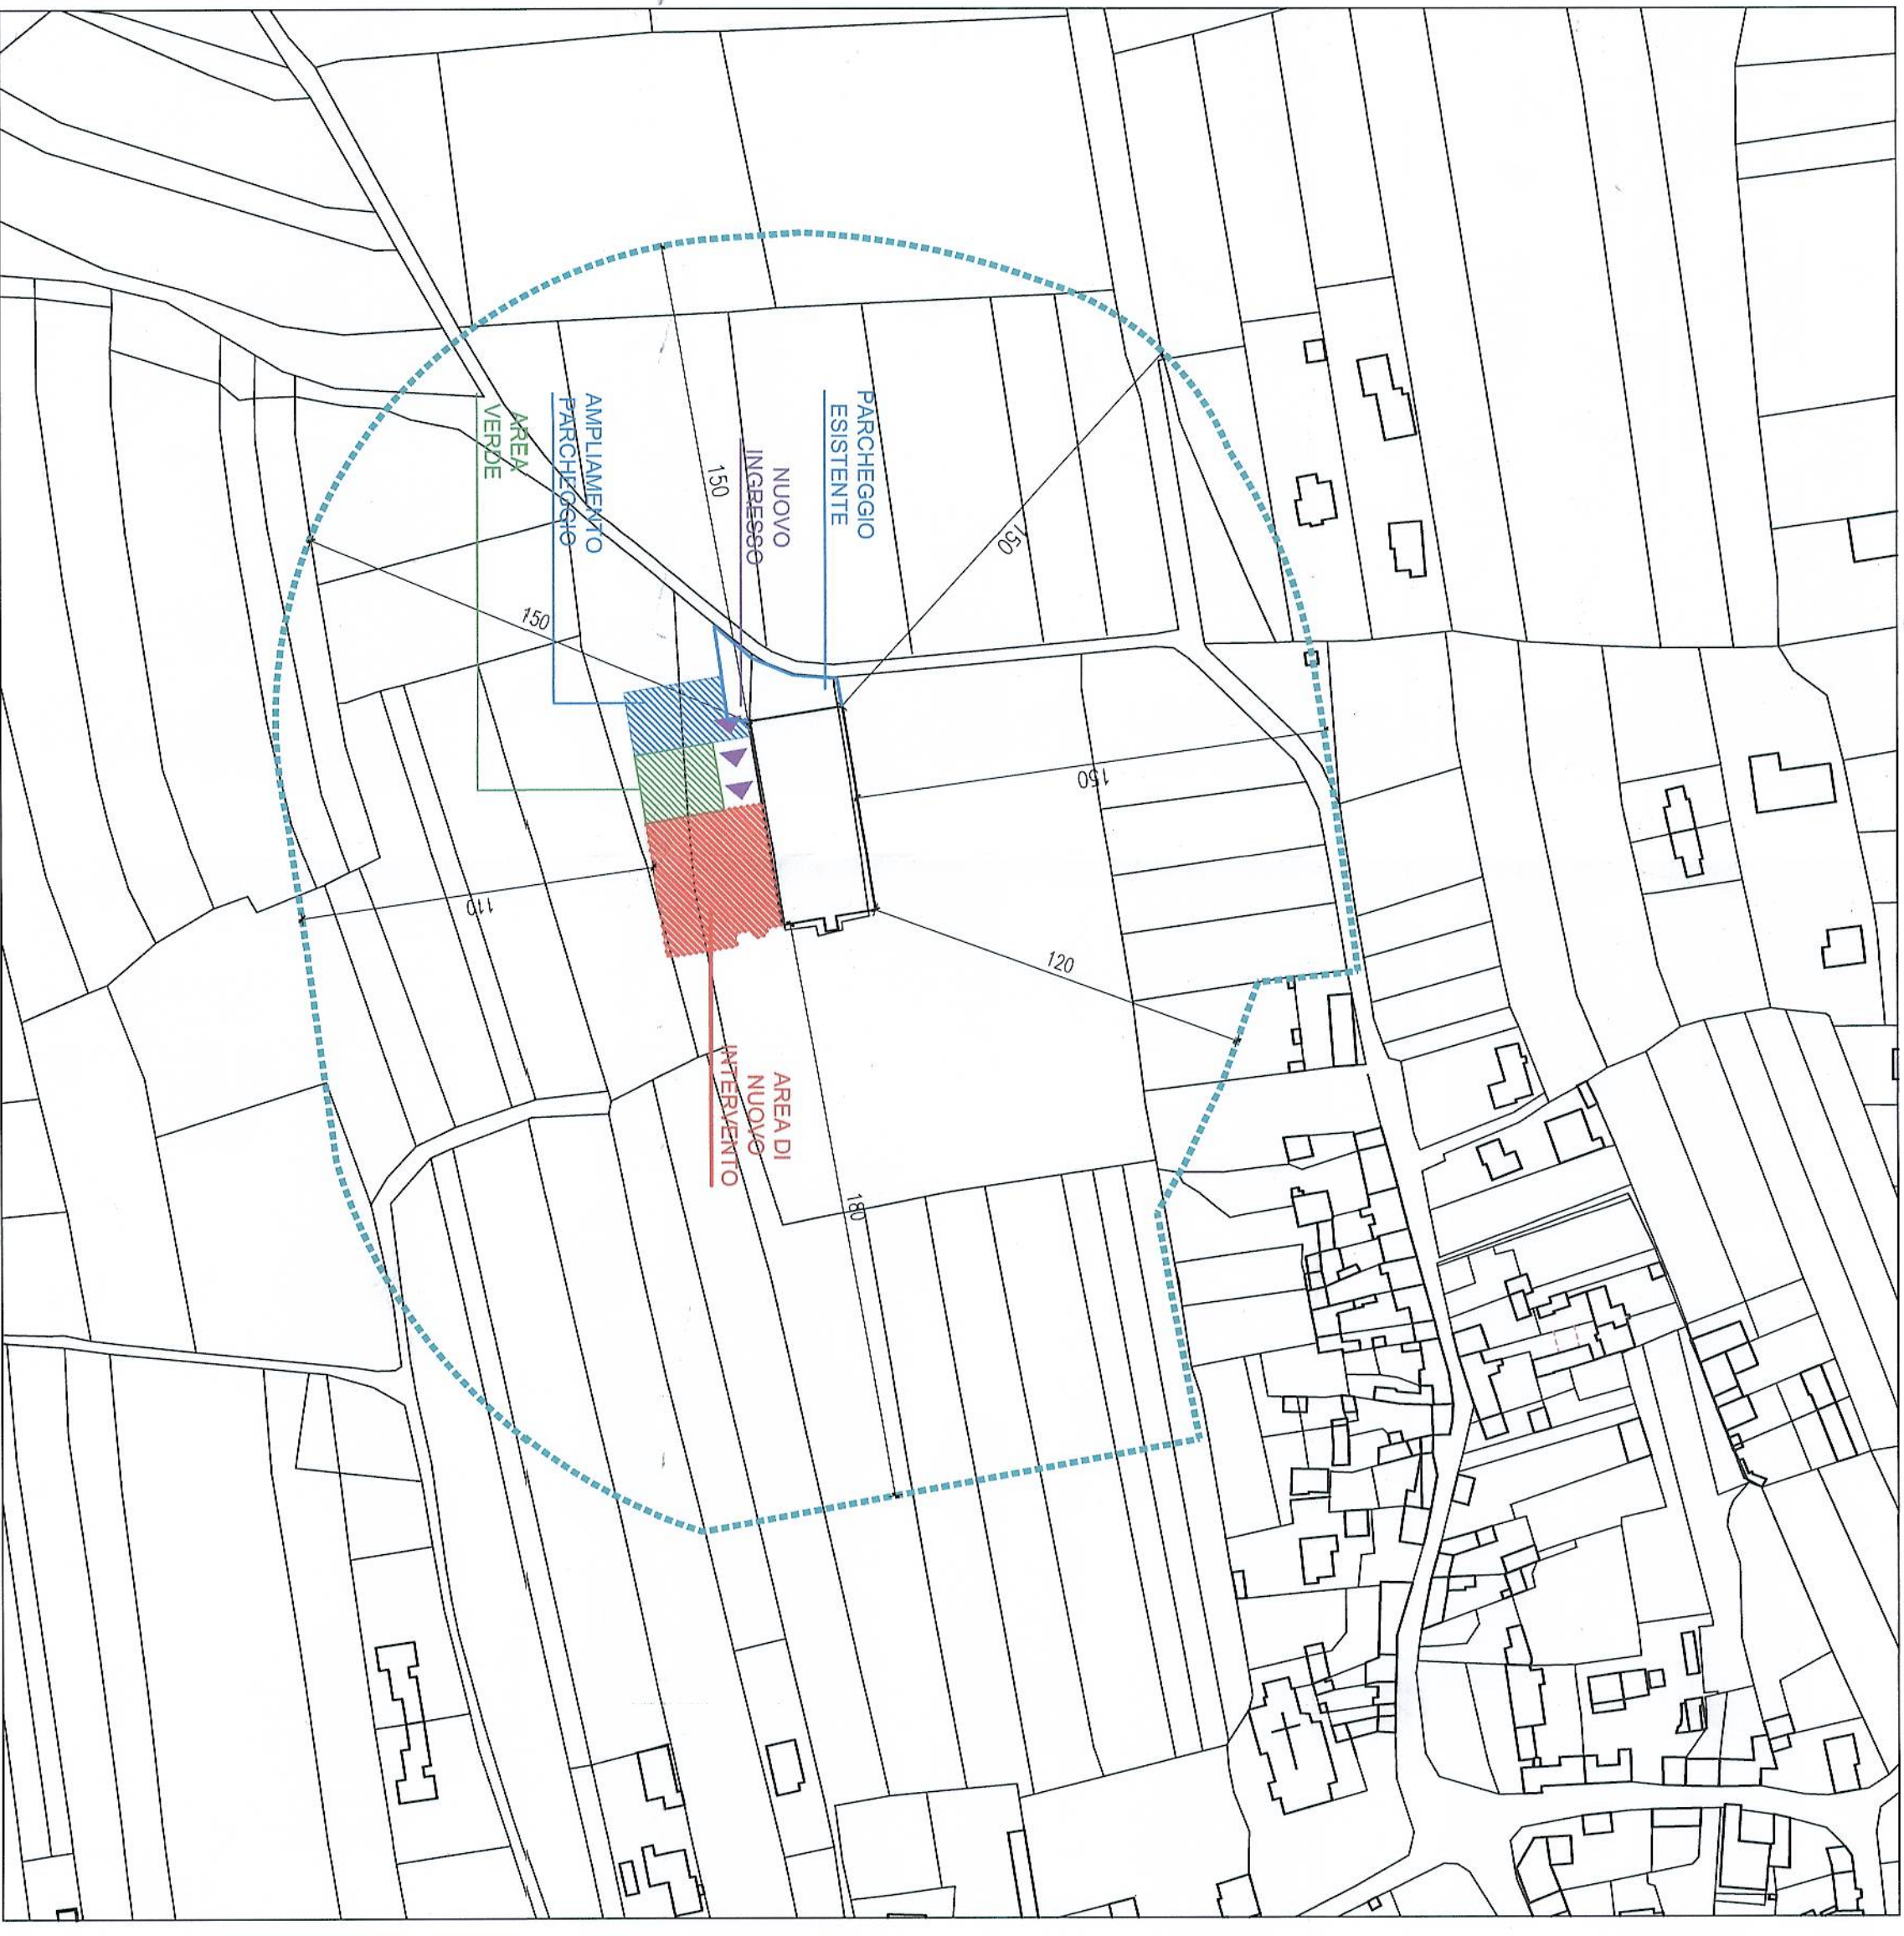 PARCHEGGIO
ESISTENTE
NUOVO
INGRESSO
AMPLIAMENTO
PARCHEGGIO
AREA
VERDE
AREA DI
NUOVO
INTERVENTO
150
150
150
150
110
120
180